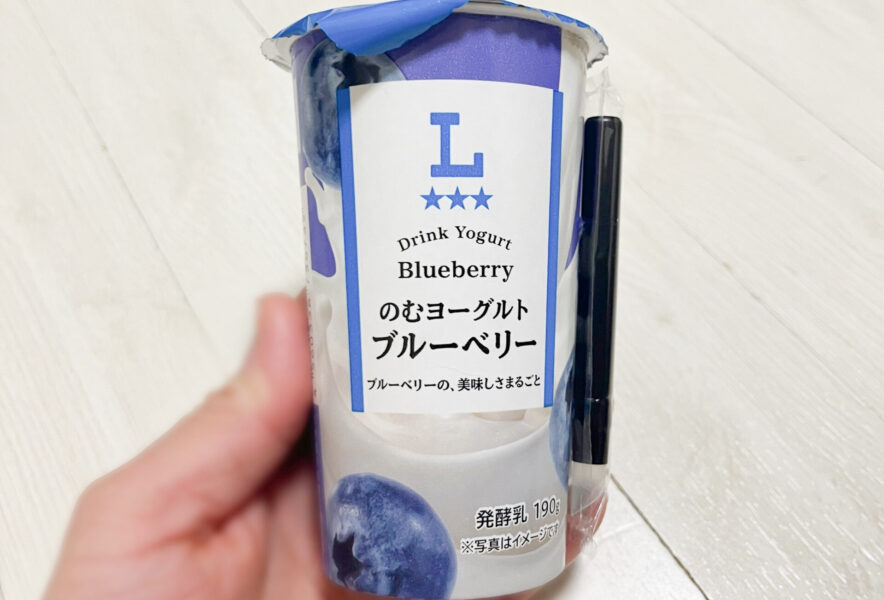 L
★★★
Drink Yogurt
Blueberry
のむヨーグルト
ブルーベリー
ブルーベリーの、美味しさまるごと
発酵乳 190g
※写真はイメージです